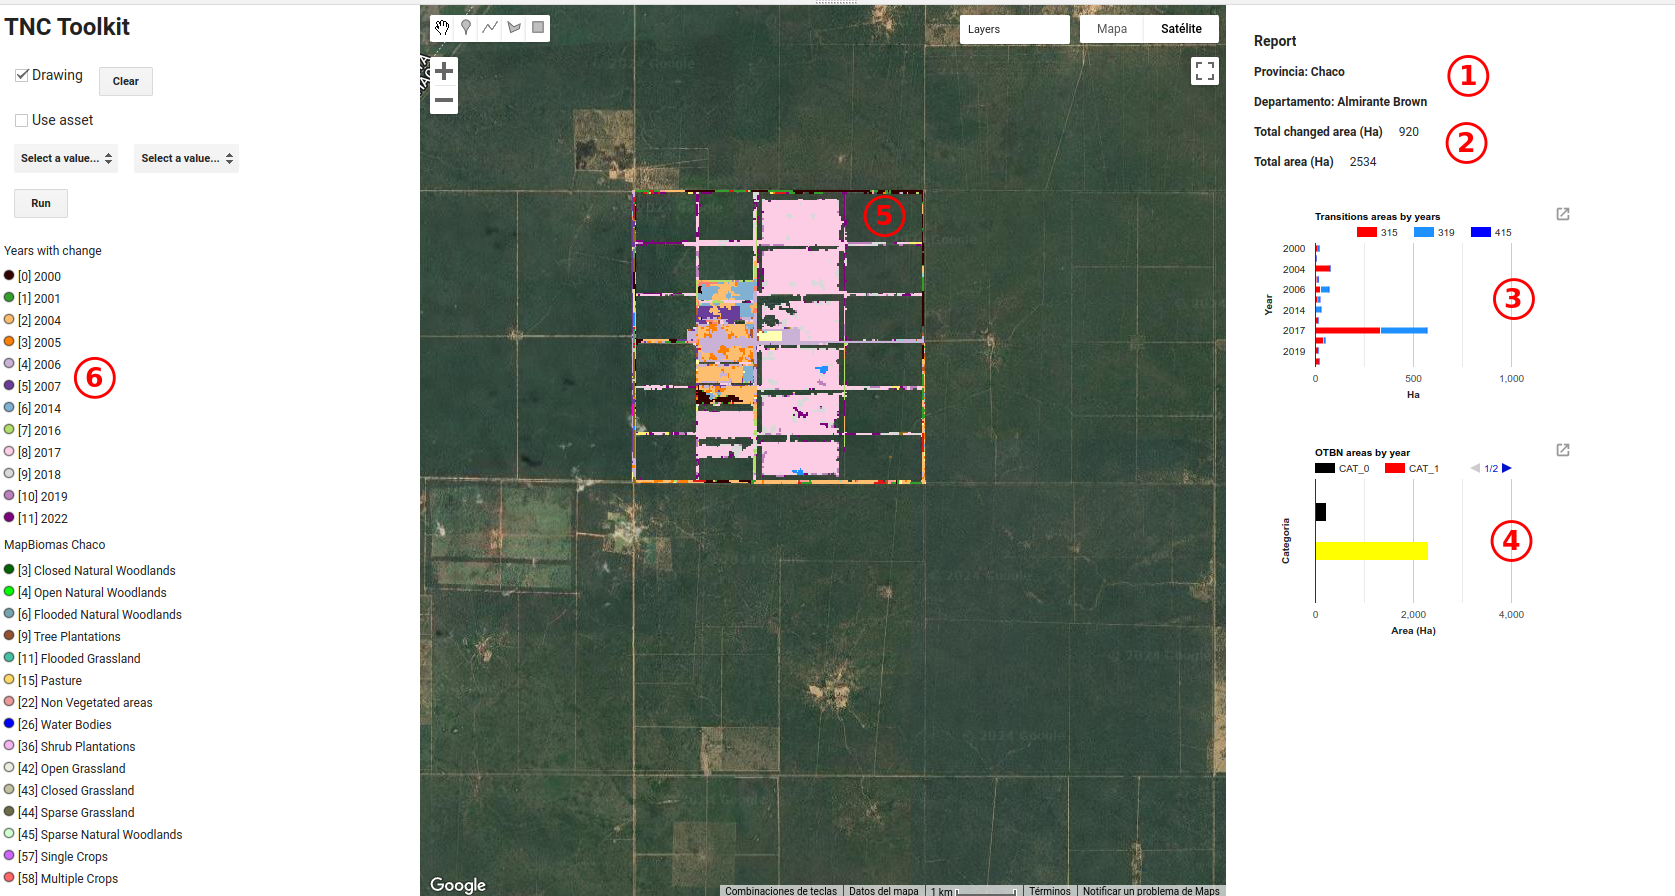 TNC Toolkit
Drawing
Clear
Use asset
Select a value...
Select a value...
Run
Years with change
[0] 2000
[1] 2001
[2] 2004
[3] 2005
[4] 2006
[5] 2007
[6] 2014
[7] 2016
[8] 2017
[9] 2018
[10] 2019
[11] 2022
6
MapBiomas Chaco
[3] Closed Natural Woodlands
[4] Open Natural Woodlands
[6] Flooded Natural Woodlands
[9] Tree Plantations
[11] Flooded Grassland
[15] Pasture
[22] Non Vegetated areas
[26] Water Bodies
[36] Shrub Plantations
[42] Open Grassland
[43] Closed Grassland
[44] Sparse Grassland
[45] Sparse Natural Woodlands
[57] Single Crops
[58] Multiple Crops
Layers
Mapa
Satélite
5
Google
Combinaciones de teclas
Datos del mapa
1 km
Términos
Notificar un problema de Maps
Report
Provincia: Chaco
1
Departamento: Almirante Brown
Total changed area (Ha) 920
2
Total area (Ha) 2534
Transitions areas by years
315 319 415
2000
2004
2006
2014
2017
2019
Year
3
0 500 1,000
Ha
OTBN areas by year
CAT_0 CAT_1 1/2
Categoria
4
0 2,000 4,000
Area (Ha)